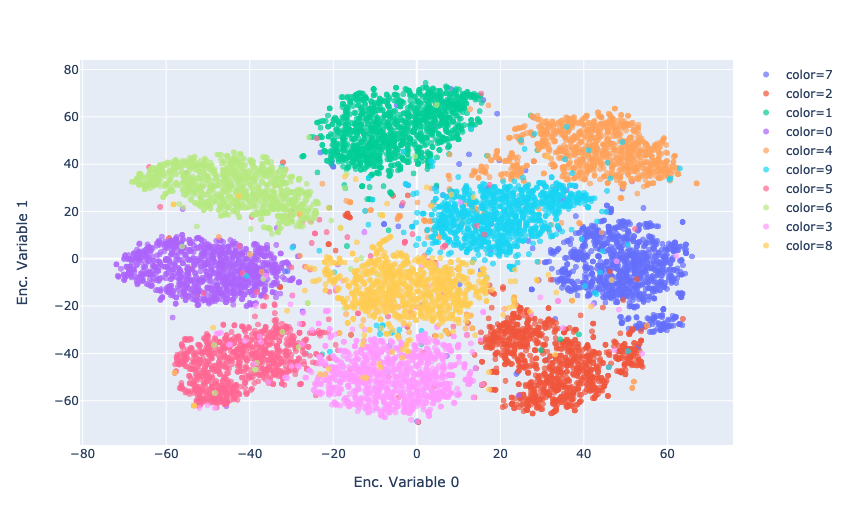 80
60
40
20
0
−20
−40
−60
−80
−60
−40
−20
0
20
40
60
Enc. Variable 0
Enc. Variable 1
color=7
color=2
color=1
color=0
color=4
color=9
color=5
color=6
color=3
color=8